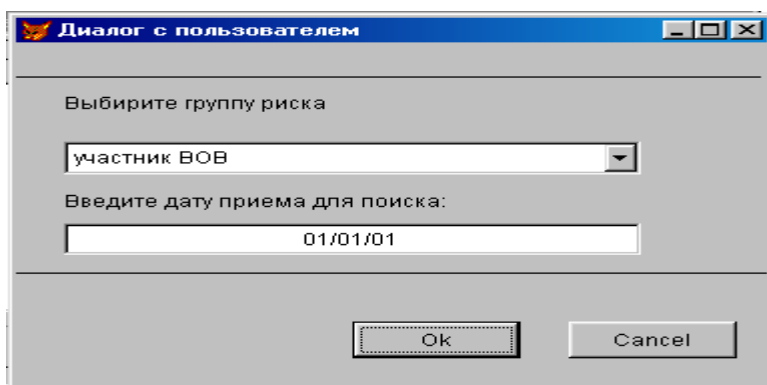 Диалог с пользователем
Выбирите группу риска
участник ВОВ
Введите дату приема для поиска:
01/01/01
Ok
Cancel